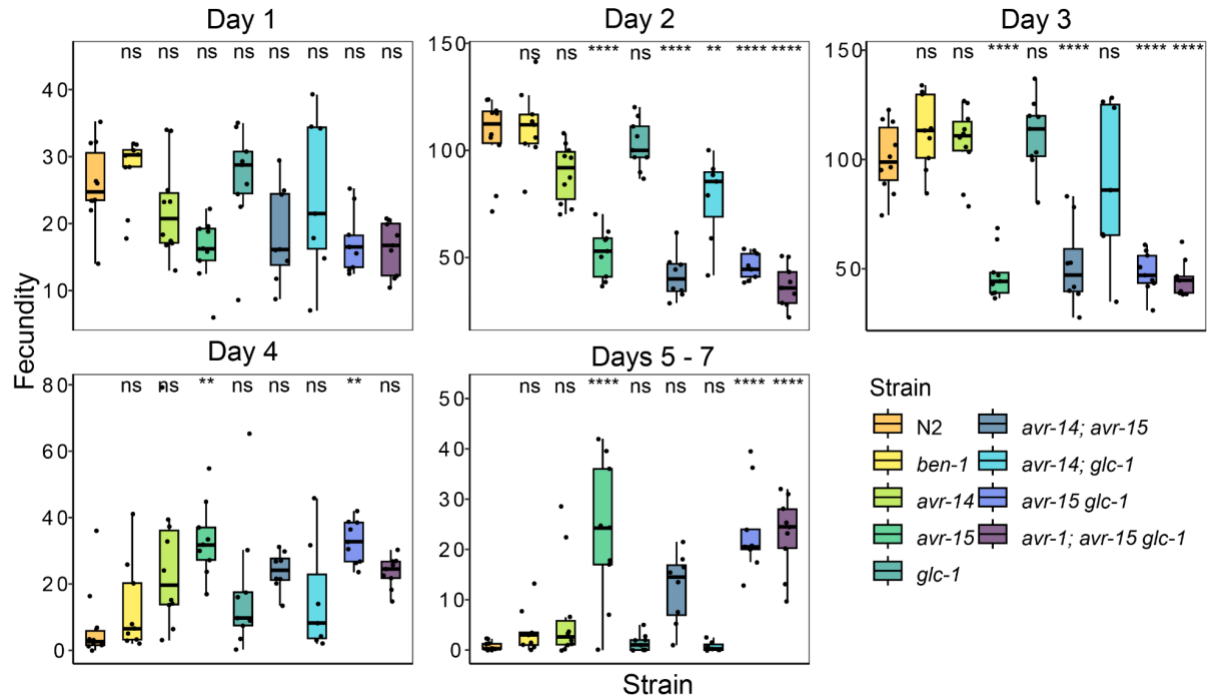 Day 1
ns ns ns ns ns ns ns ns
40
30
20
10
Day 2
ns ns **** ns **** ** **** ****
150
100
50
Day 3
ns ns **** ns **** ns **** ****
150
100
50
Fecundity
Day 4
ns ns ** ns ns ns ** ns
80
60
40
20
0
Days 5 - 7
ns ns **** ns ns ns **** ****
50
40
30
20
10
0
Strain
Strain
N2
ben-1
avr-14
avr-15
glc-1
avr-14; avr-15
avr-14; glc-1
avr-15 glc-1
avr-1; avr-15 glc-1